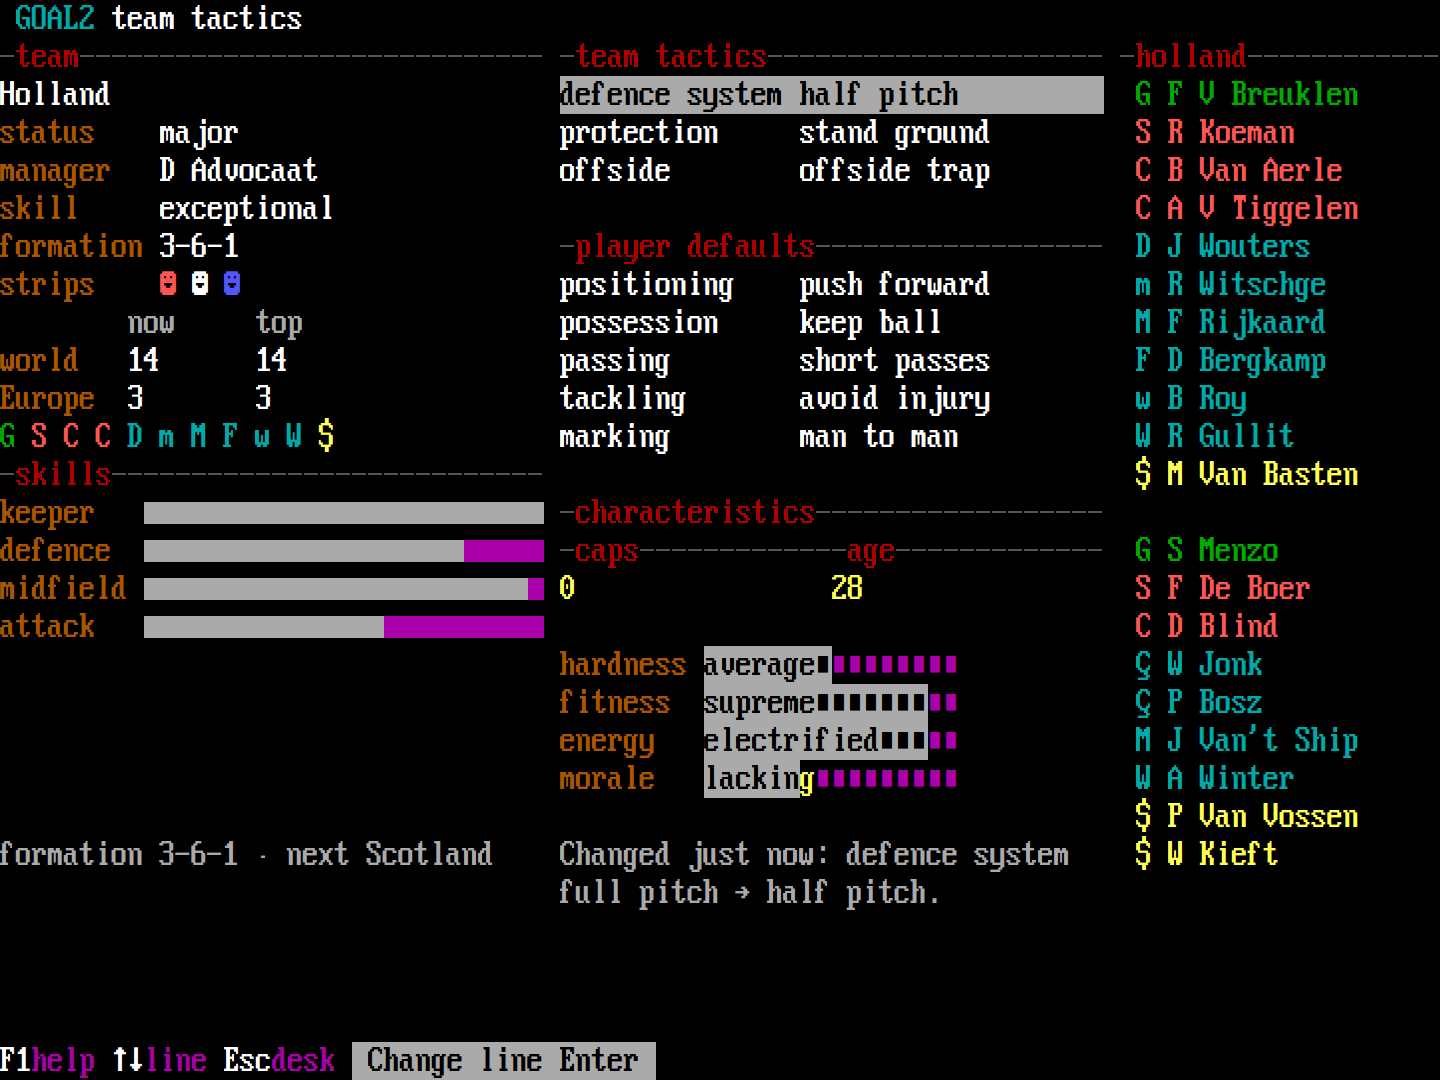 GOAL2 team tactics
team
Holland
status major
manager D Advocaat
skill exceptional
formation 3-6-1
strips
now top
world 14 14
Europe 3 3
G S C C D m M F w W $
skills
keeper
defence
midfield
attack
formation 3-6-1 · next Scotland
team tactics
defence system half pitch
protection stand ground
offside offside trap
player defaults
positioning push forward
possession keep ball
passing short passes
tackling avoid injury
marking man to man
characteristics
caps age
0 28
hardness average
fitness supreme
energy electrified
morale lacking
Changed just now: defence system
full pitch → half pitch.
holland
G F V Breuklen
S R Koeman
C B Van Aerle
C A V Tiggelen
D J Wouters
m R Witschge
M F Rijkaard
F D Bergkamp
w B Roy
W R Gullit
$ M Van Basten
G S Menzo
S F De Boer
C D Blind
Ç W Jonk
Ç P Bosz
M J Van't Ship
W A Winter
$ P Van Vossen
$ W Kieft
F1help ↑↓line Escdesk Change line Enter